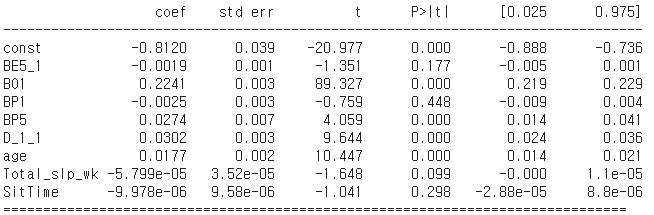 coef std err t P>|t| [0.025 0.975]
------------------------------------------------------------------------------
const -0.8120 0.039 -20.977 0.000 -0.888 -0.736
BE5_1 -0.0019 0.001 -1.351 0.177 -0.005 0.001
BO1 0.2241 0.003 89.327 0.000 0.219 0.229
BP1 -0.0025 0.003 -0.759 0.448 -0.009 0.004
BP5 0.0274 0.007 4.059 0.000 0.014 0.041
D_1_1 0.0302 0.003 9.644 0.000 0.024 0.036
age 0.0177 0.002 10.447 0.000 0.014 0.021
Total_slp_wk -5.799e-05 3.52e-05 -1.648 0.099 -0.000 1.1e-05
SitTime -9.978e-06 9.58e-06 -1.041 0.298 -2.88e-05 8.8e-06
==============================================================================